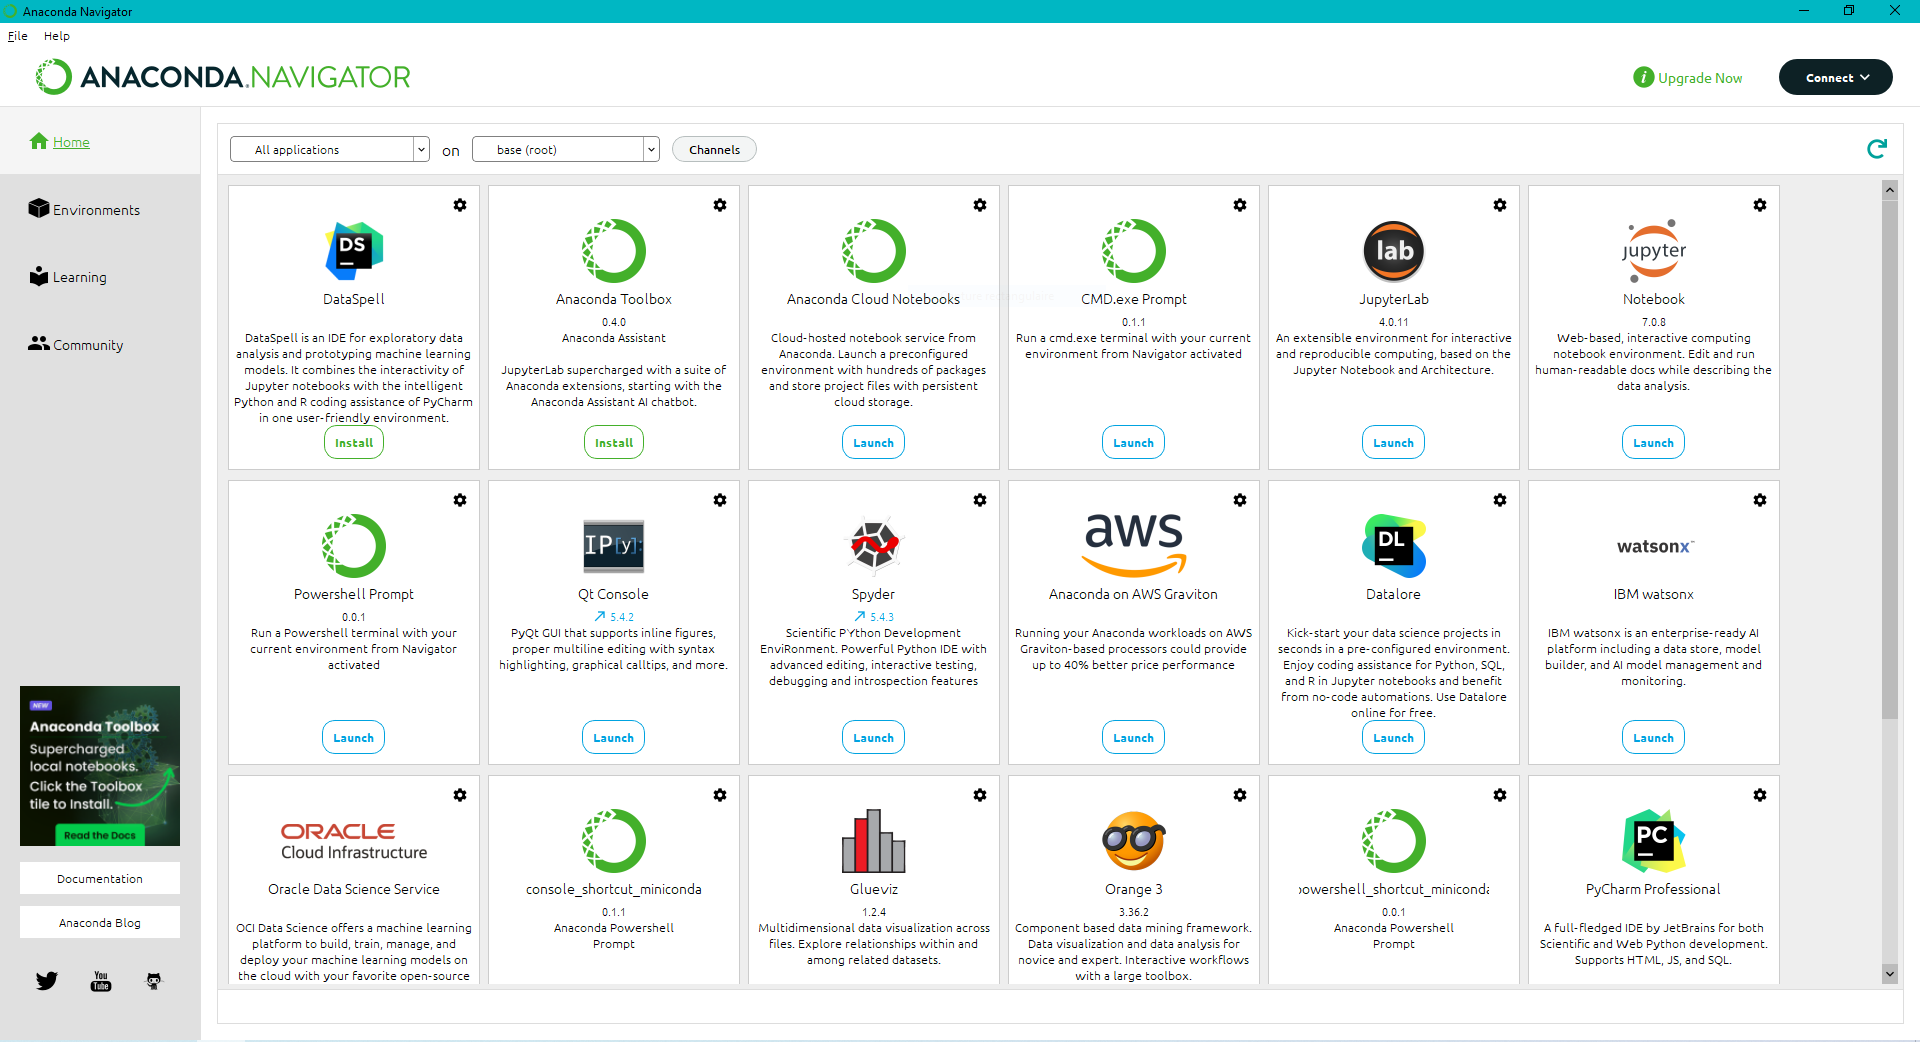 Anaconda Navigator
File Help
ANACONDA.NAVIGATOR
i Upgrade Now
Connect
Home
Environments
Learning
Community
All applications
on
base (root)
Channels
DS
DataSpell
DataSpell is an IDE for exploratory data
analysis and prototyping machine learning
models. It combines the interactivity of
Jupyter notebooks with the intelligent
Python and R coding assistance of PyCharm
in one user-friendly environment.
Install
Anaconda Toolbox
0.4.0
Anaconda Assistant
JupyterLab supercharged with a suite of
Anaconda extensions, starting with the
Anaconda Assistant AI chatbot.
Install
Anaconda Cloud Notebooks
Cloud-hosted notebook service from
Anaconda. Launch a preconfigured
environment with hundreds of packages
and store project files with persistent
cloud storage.
Launch
CMD.exe Prompt
0.1.1
Run a cmd.exe terminal with your current
environment from Navigator activated
Launch
lab
JupyterLab
4.0.11
An extensible environment for interactive
and reproducible computing, based on the
Jupyter Notebook and Architecture.
Launch
jupyter
Notebook
7.0.8
Web-based, interactive computing
notebook environment. Edit and run
human-readable docs while describing the
data analysis.
Launch
Powershell Prompt
0.0.1
Run a Powershell terminal with your
current environment from Navigator
activated
Launch
IP[y]:
Qt Console
5.4.2
PyQt GUI that supports inline figures,
proper multiline editing with syntax
highlighting, graphical calltips, and more.
Launch
Spyder
5.4.3
Scientific PYthon Development
EnviRonment. Powerful Python IDE with
advanced editing, interactive testing,
debugging and introspection features
Launch
aws
Anaconda on AWS Graviton
Running your Anaconda workloads on AWS
Graviton-based processors could provide
up to 40% better price performance
Launch
DL
Datalore
Kick-start your data science projects in
seconds in a pre-configured environment.
Enjoy coding assistance for Python, SQL,
and R in Jupyter notebooks and benefit
from no-code automations. Use Datalore
online for free.
Launch
watsonx
IBM watsonx
IBM watsonx is an enterprise-ready AI
platform including a data store, model
builder, and AI model management and
monitoring.
Launch
ORACLE
Cloud Infrastructure
Oracle Data Science Service
OCI Data Science offers a machine learning
platform to build, train, manage, and
deploy your machine learning models on
the cloud with your favorite open-source
console_shortcut_miniconda
0.1.1
Anaconda Powershell
Prompt
Glueviz
1.2.4
Multidimensional data visualization across
files. Explore relationships within and
among related datasets.
Orange 3
3.36.2
Component based data mining framework.
Data visualization and data analysis for
novice and expert. Interactive workflows
with a large toolbox.
powershell_shortcut_miniconda
0.0.1
Anaconda Powershell
Prompt
PC
PyCharm Professional
A full-fledged IDE by JetBrains for both
Scientific and Web Python development.
Supports HTML, JS, and SQL.
NEW
Anaconda Toolbox
Supercharged
local notebooks.
Click the Toolbox
tile to Install.
Read the Docs
Documentation
Anaconda Blog
You
Tube